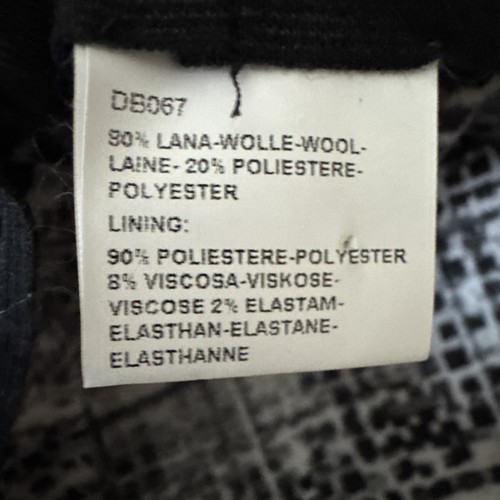 DB067
80% LANA-WOLLE-WOOL-
LAINE- 20% POLIESTERE-
POLYESTER
LINING:
90% POLIESTERE-POLYESTER
8% VISCOSA-VISKOSE-
VISCOSE 2% ELASTAM-
ELASTHAN-ELASTANE-
ELASTHANNE